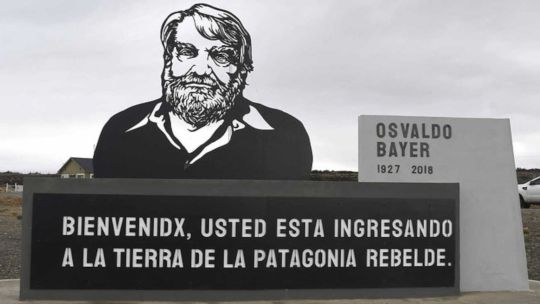 OSVALDO
BAYER
1927 2018
BIENVENIDX, USTED ESTA INGRESANDO
A LA TIERRA DE LA PATAGONIA REBELDE.